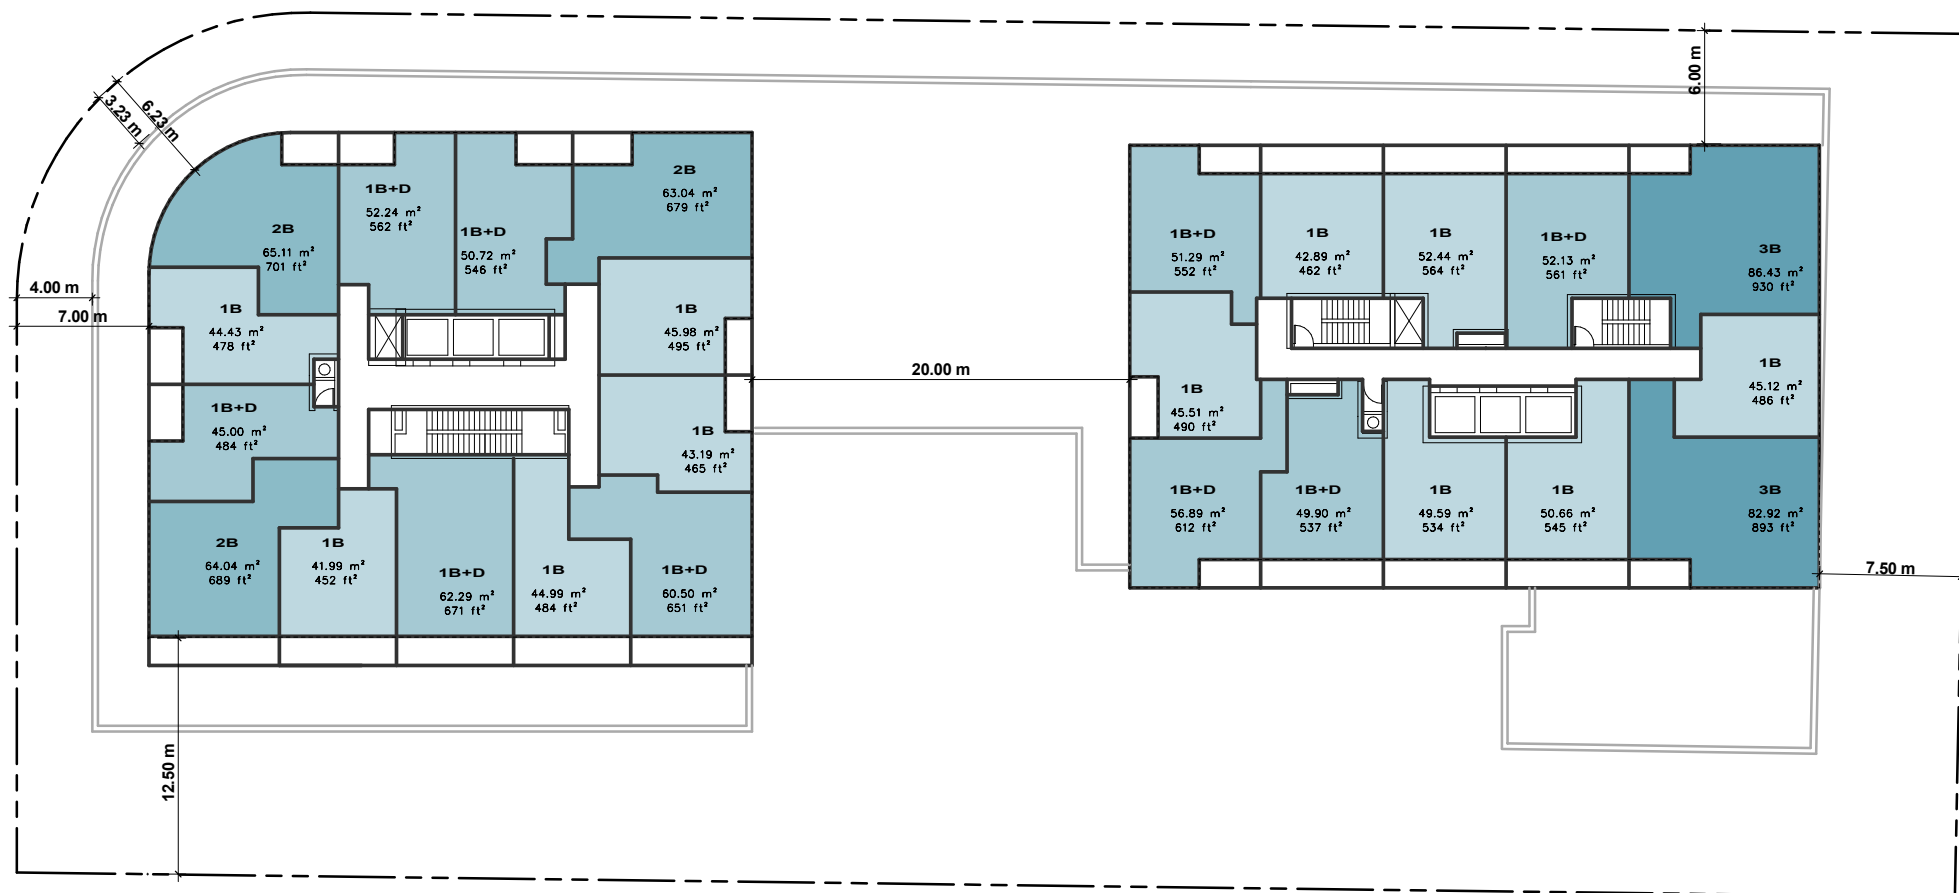 6.00 m
3.23 m
6.23 m
4.00 m
7.00 m
12.50 m
20.00 m
7.50 m
2B
65.11 m²
701 ft²
1B+D
52.24 m²
562 ft²
1B+D
50.72 m²
546 ft²
2B
63.04 m²
679 ft²
1B
44.43 m²
478 ft²
1B
45.98 m²
495 ft²
1B+D
45.00 m²
484 ft²
1B
43.19 m²
465 ft²
2B
64.04 m²
689 ft²
1B
41.99 m²
452 ft²
1B+D
62.29 m²
671 ft²
1B
44.99 m²
484 ft²
1B+D
60.50 m²
651 ft²
1B+D
51.29 m²
552 ft²
1B
42.89 m²
462 ft²
1B
52.44 m²
564 ft²
1B+D
52.13 m²
561 ft²
3B
86.43 m²
930 ft²
1B
45.51 m²
490 ft²
1B
45.12 m²
486 ft²
1B+D
56.89 m²
612 ft²
1B+D
49.90 m²
537 ft²
1B
49.59 m²
534 ft²
1B
50.66 m²
545 ft²
3B
82.92 m²
893 ft²